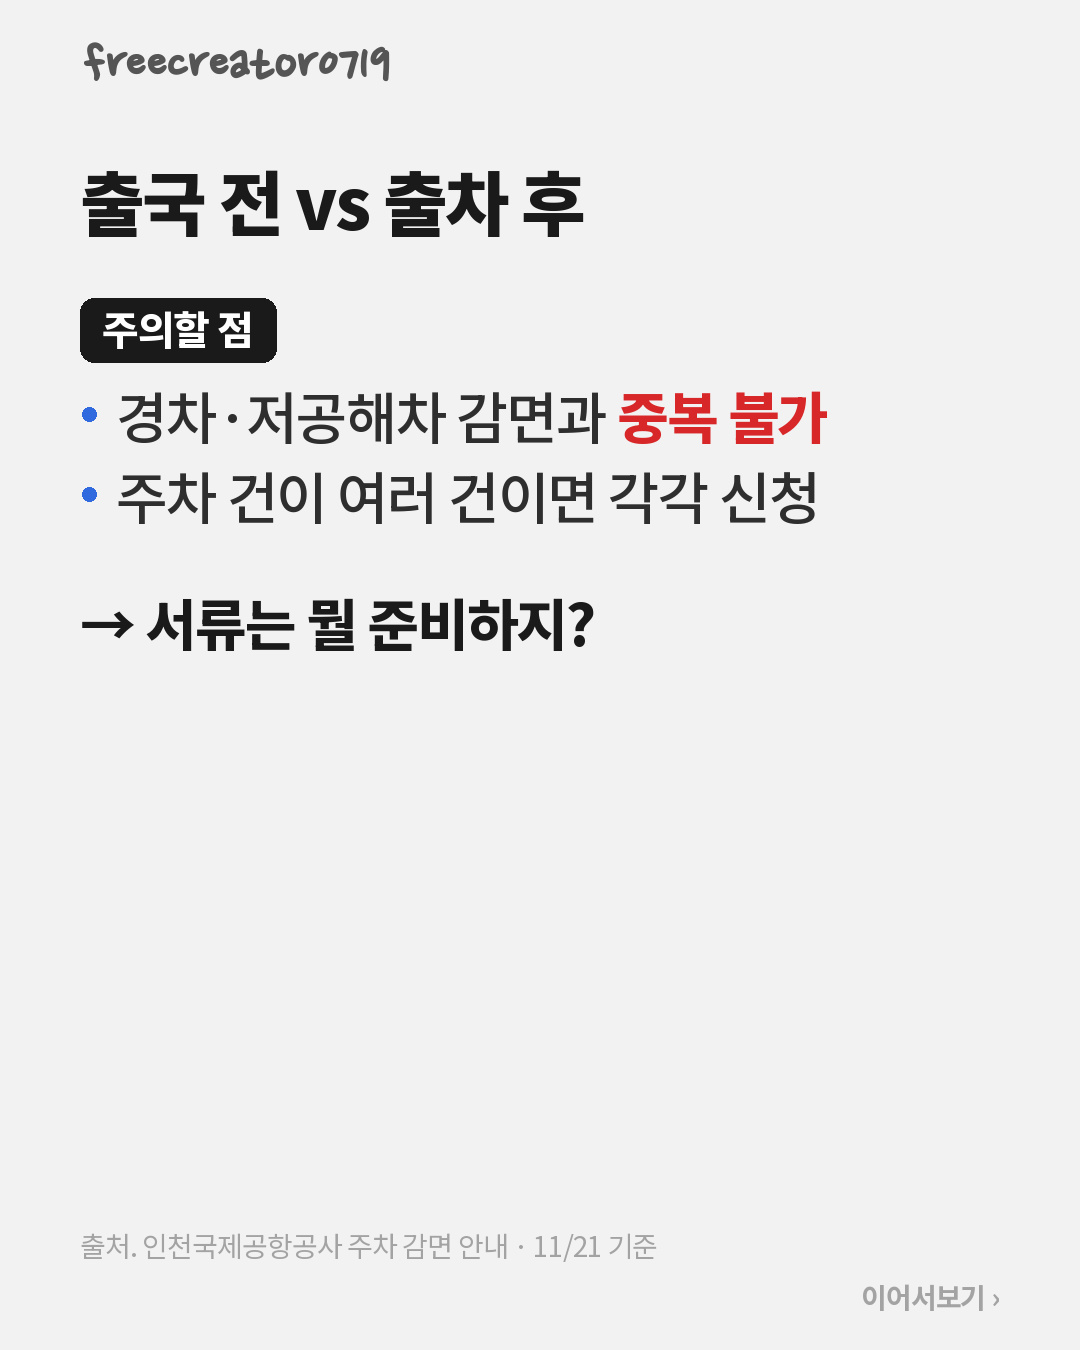 freecreator0719
출국 전 vs 출차 후
주의할 점
• 경차·저공해차 감면과 중복 불가
• 주차 건이 여러 건이면 각각 신청
→ 서류는 뭘 준비하지?
출처. 인천국제공항공사 주차 감면 안내 · 11/21 기준
이어서보기 ›